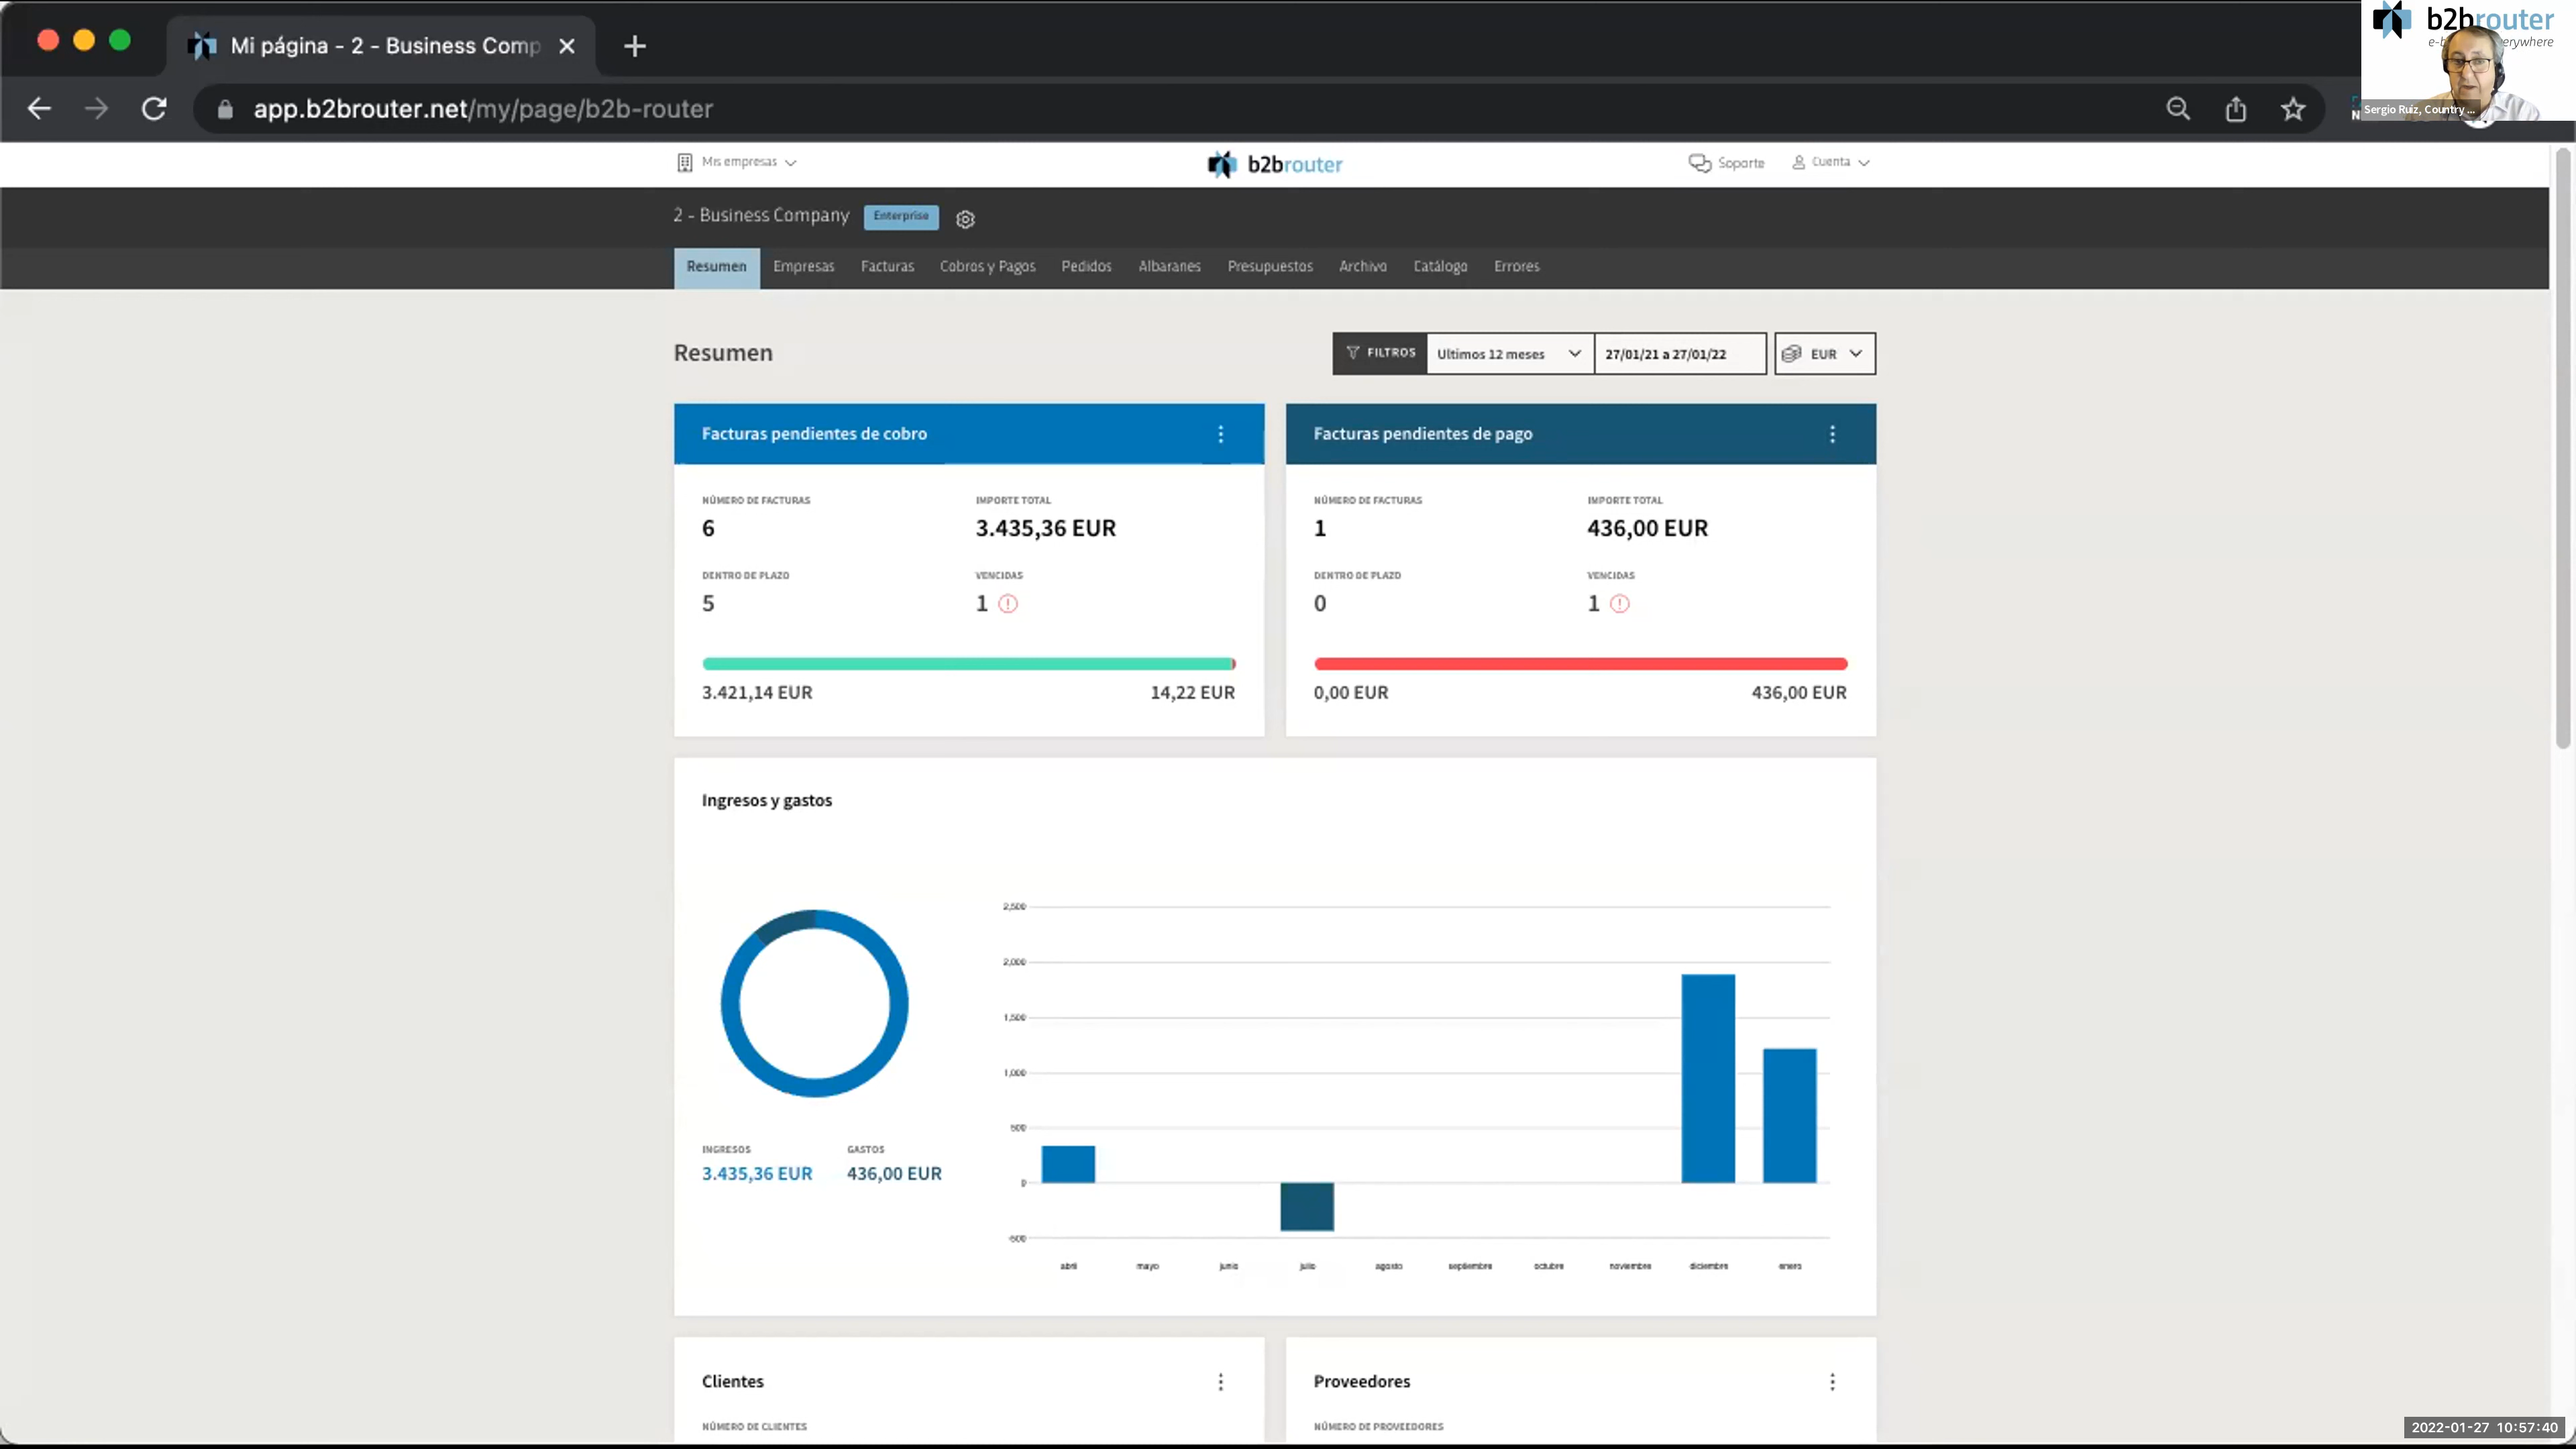 Mi página - 2 - Business Comp
app.b2brouter.net/my/page/b2b-router
b2brouter
Sergio Ruiz, Country ...
Mis empresas
b2brouter
Soporte
Cuenta
2 - Business Company
Enterprise
Resumen Empresas Facturas Cobros y Pagos Pedidos Albaranes Presupuestos Archivo Catálogo Errores
Resumen
FILTROS
Ultimos 12 meses
27/01/21 a 27/01/22
EUR
Facturas pendientes de cobro
NÚMERO DE FACTURAS
6
IMPORTE TOTAL
3.435,36 EUR
DENTRO DE PLAZO
5
VENCIDAS
1
3.421,14 EUR
14,22 EUR
Facturas pendientes de pago
NÚMERO DE FACTURAS
1
IMPORTE TOTAL
436,00 EUR
DENTRO DE PLAZO
0
VENCIDAS
1
0,00 EUR
436,00 EUR
Ingresos y gastos
INGRESOS
3.435,36 EUR
GASTOS
436,00 EUR
2,500
2,000
1,500
1,000
500
0
-500
abril mayo junio julio agosto septiembre octubre noviembre diciembre enero
Clientes
NÚMERO DE CLIENTES
Proveedores
NÚMERO DE PROVEEDORES
2022-01-27 10:57:40